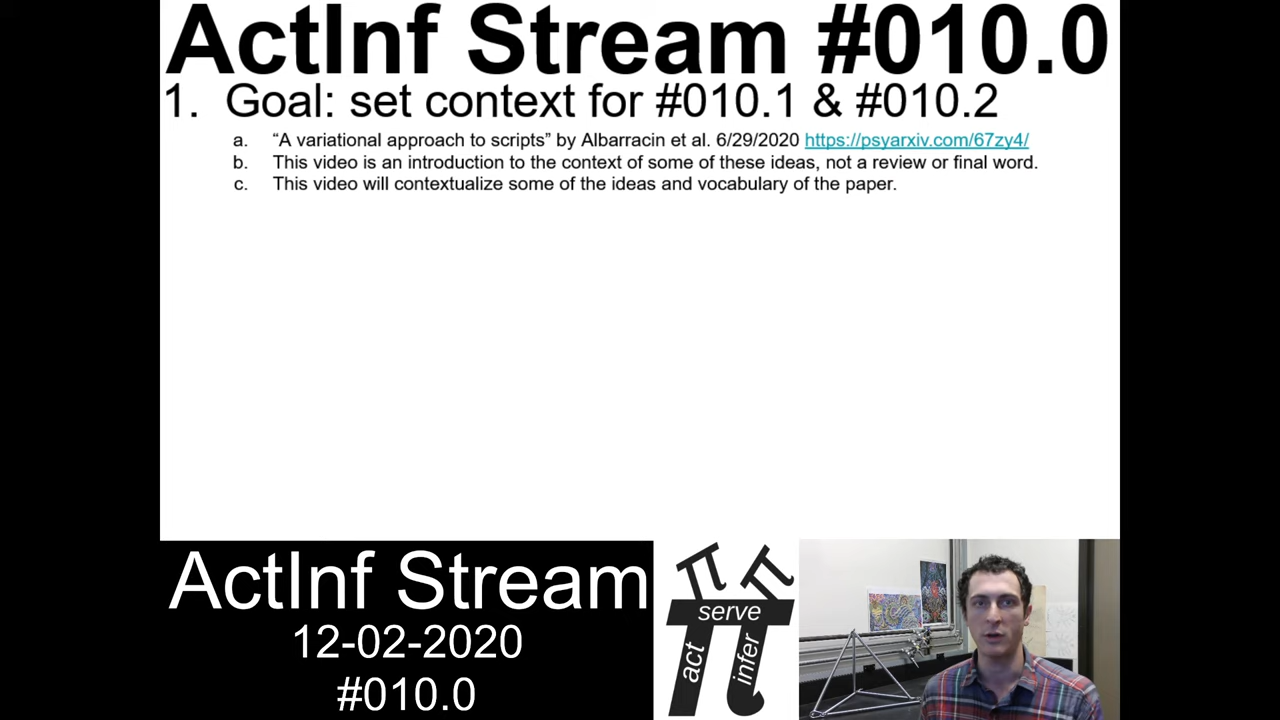 ActInf Stream #010.0
1. Goal: set context for #010.1 & #010.2
a. “A variational approach to scripts” by Albarracin et al. 6/29/2020 https://psyarxiv.com/67zy4/
b. This video is an introduction to the context of some of these ideas, not a review or final word.
c. This video will contextualize some of the ideas and vocabulary of the paper.
ActInf Stream
12-02-2020
#010.0
π π
serve
π
act
infer